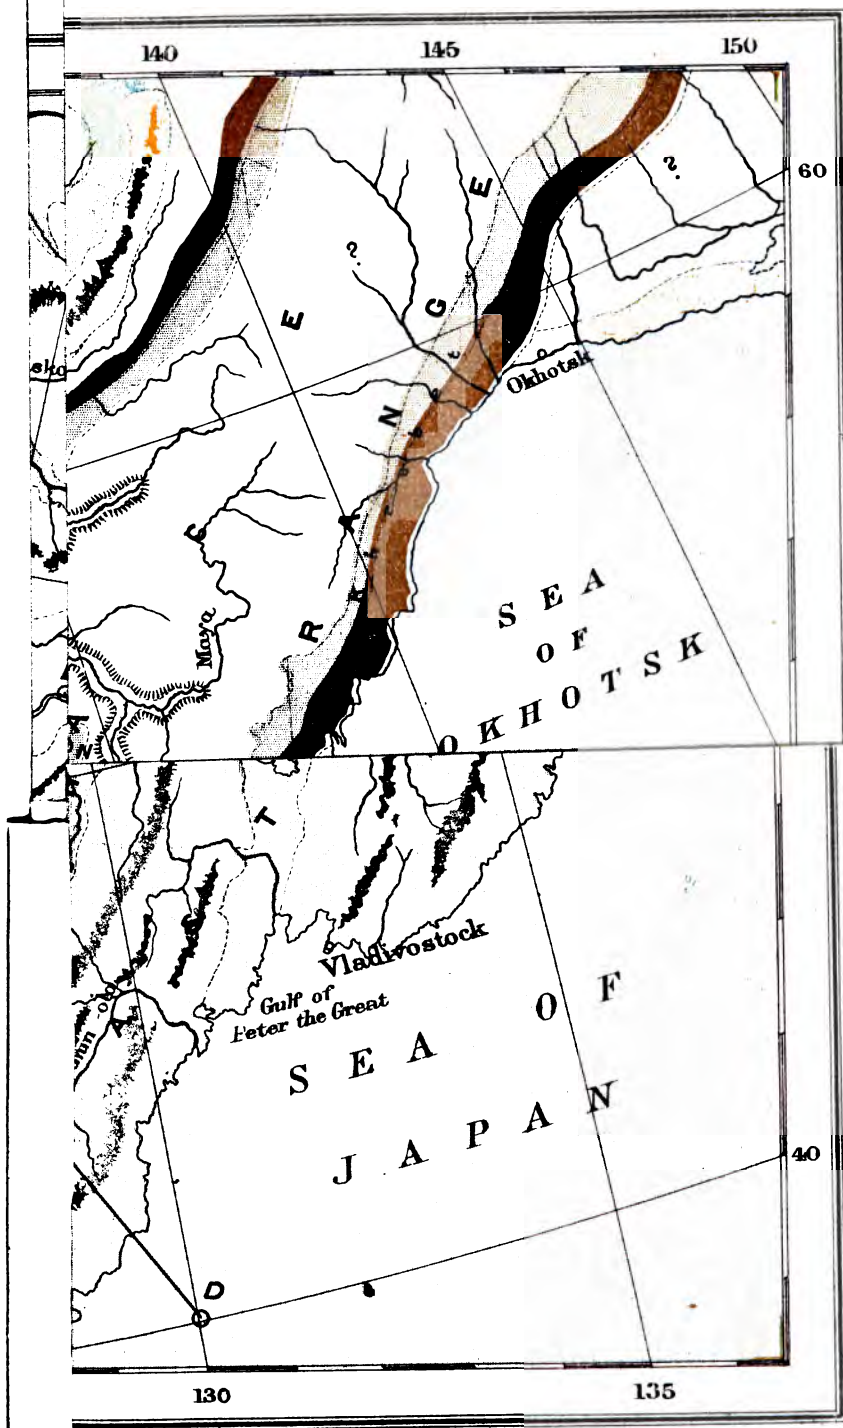 140 145 150
60
?
?
E
G
E
N
A
R
Okhotsk
Maya
SEA
OF
OKHOTSK
T
Vladivostock
Gulf of
Peter the Great
SEA OF
JAPAN
40
D
130 135